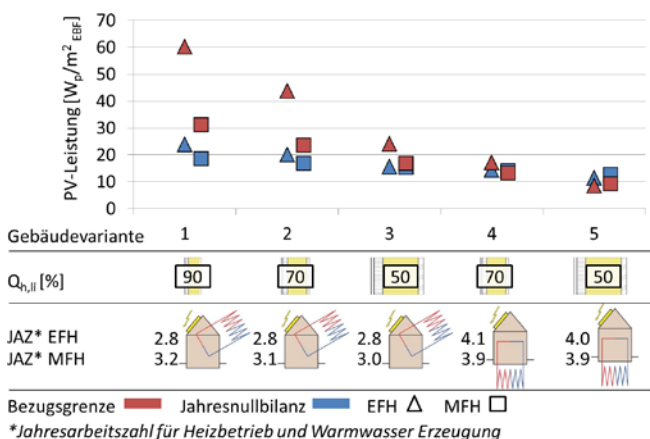 70
60
50
40
30
20
10
0
PV-Leistung [Wp/m² EBF]
Gebäudevariante 1 2 3 4 5
Qh,li [%] 90 70 50 70 50
JAZ* EFH 2.8 2.8 2.8 4.1 4.0
JAZ* MFH 3.2 3.1 3.0 3.9 3.9
Bezugsgrenze Jahresnullbilanz EFH MFH
*Jahresarbeitszahl für Heizbetrieb und Warmwasser Erzeugung